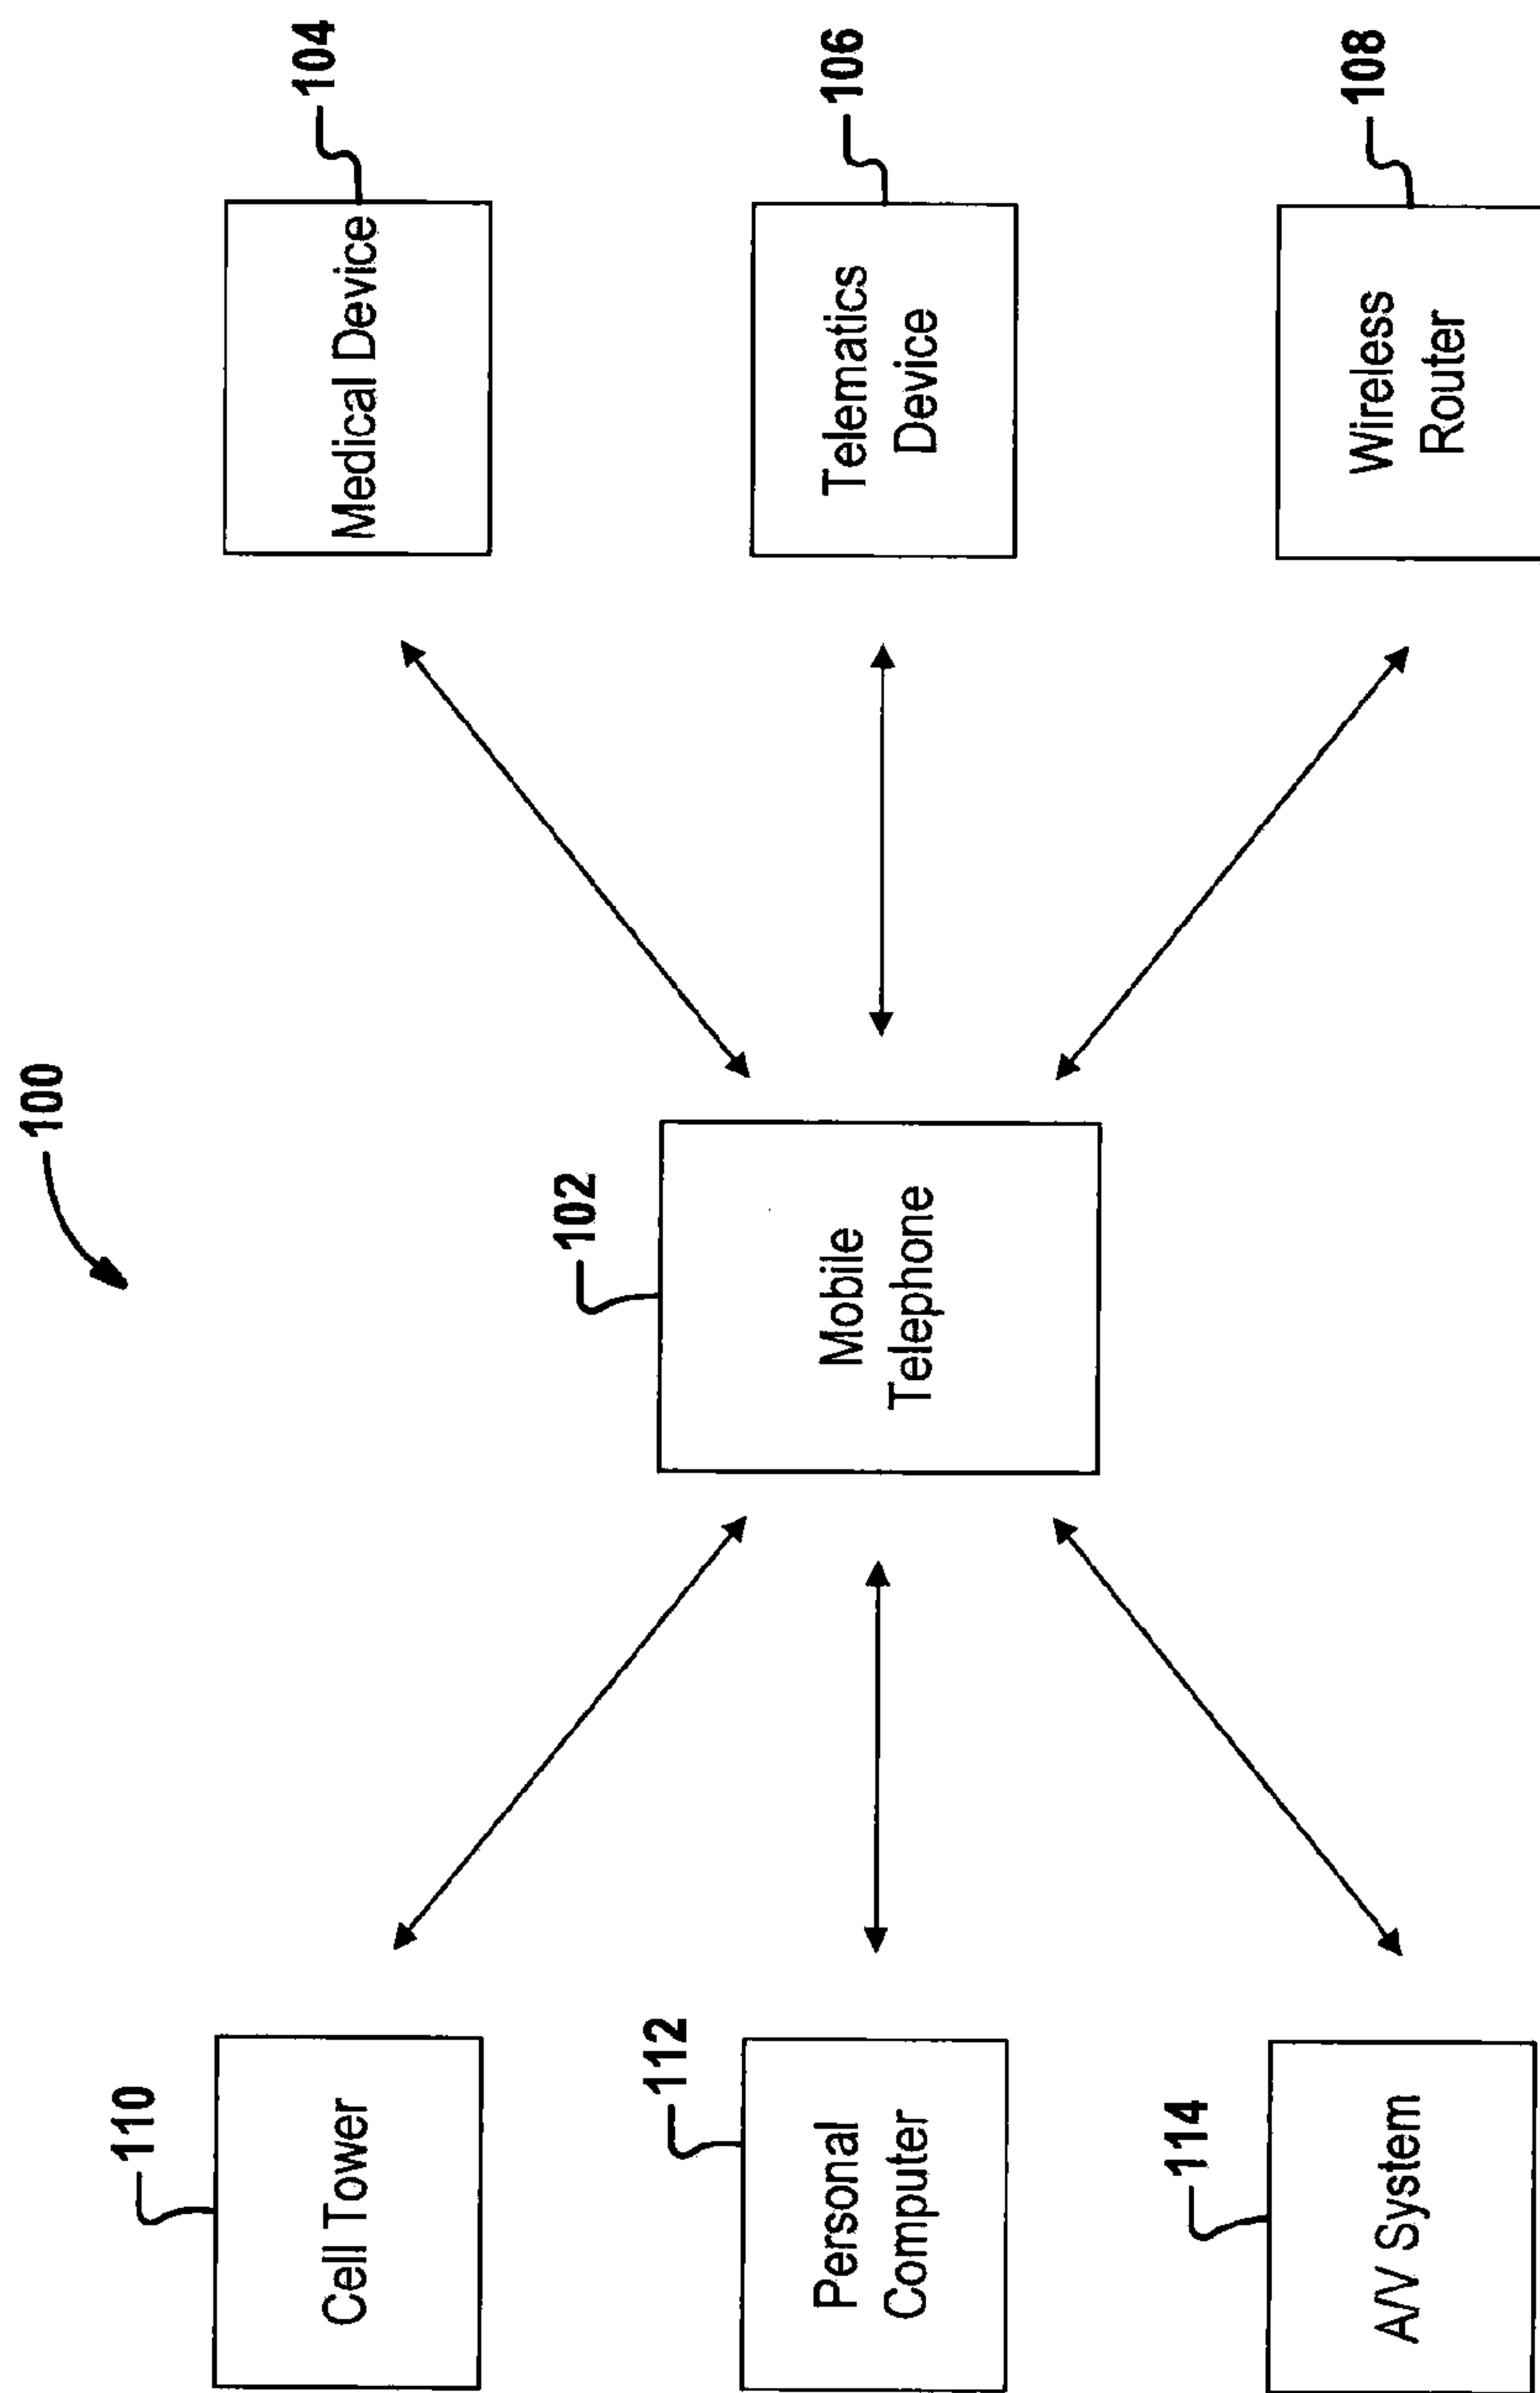 100
110
Cell Tower
112
Personal
Computer
114
A/V System
102
Mobile
Telephone
104
Medical Device
106
Telematics
Device
108
Wireless
Router